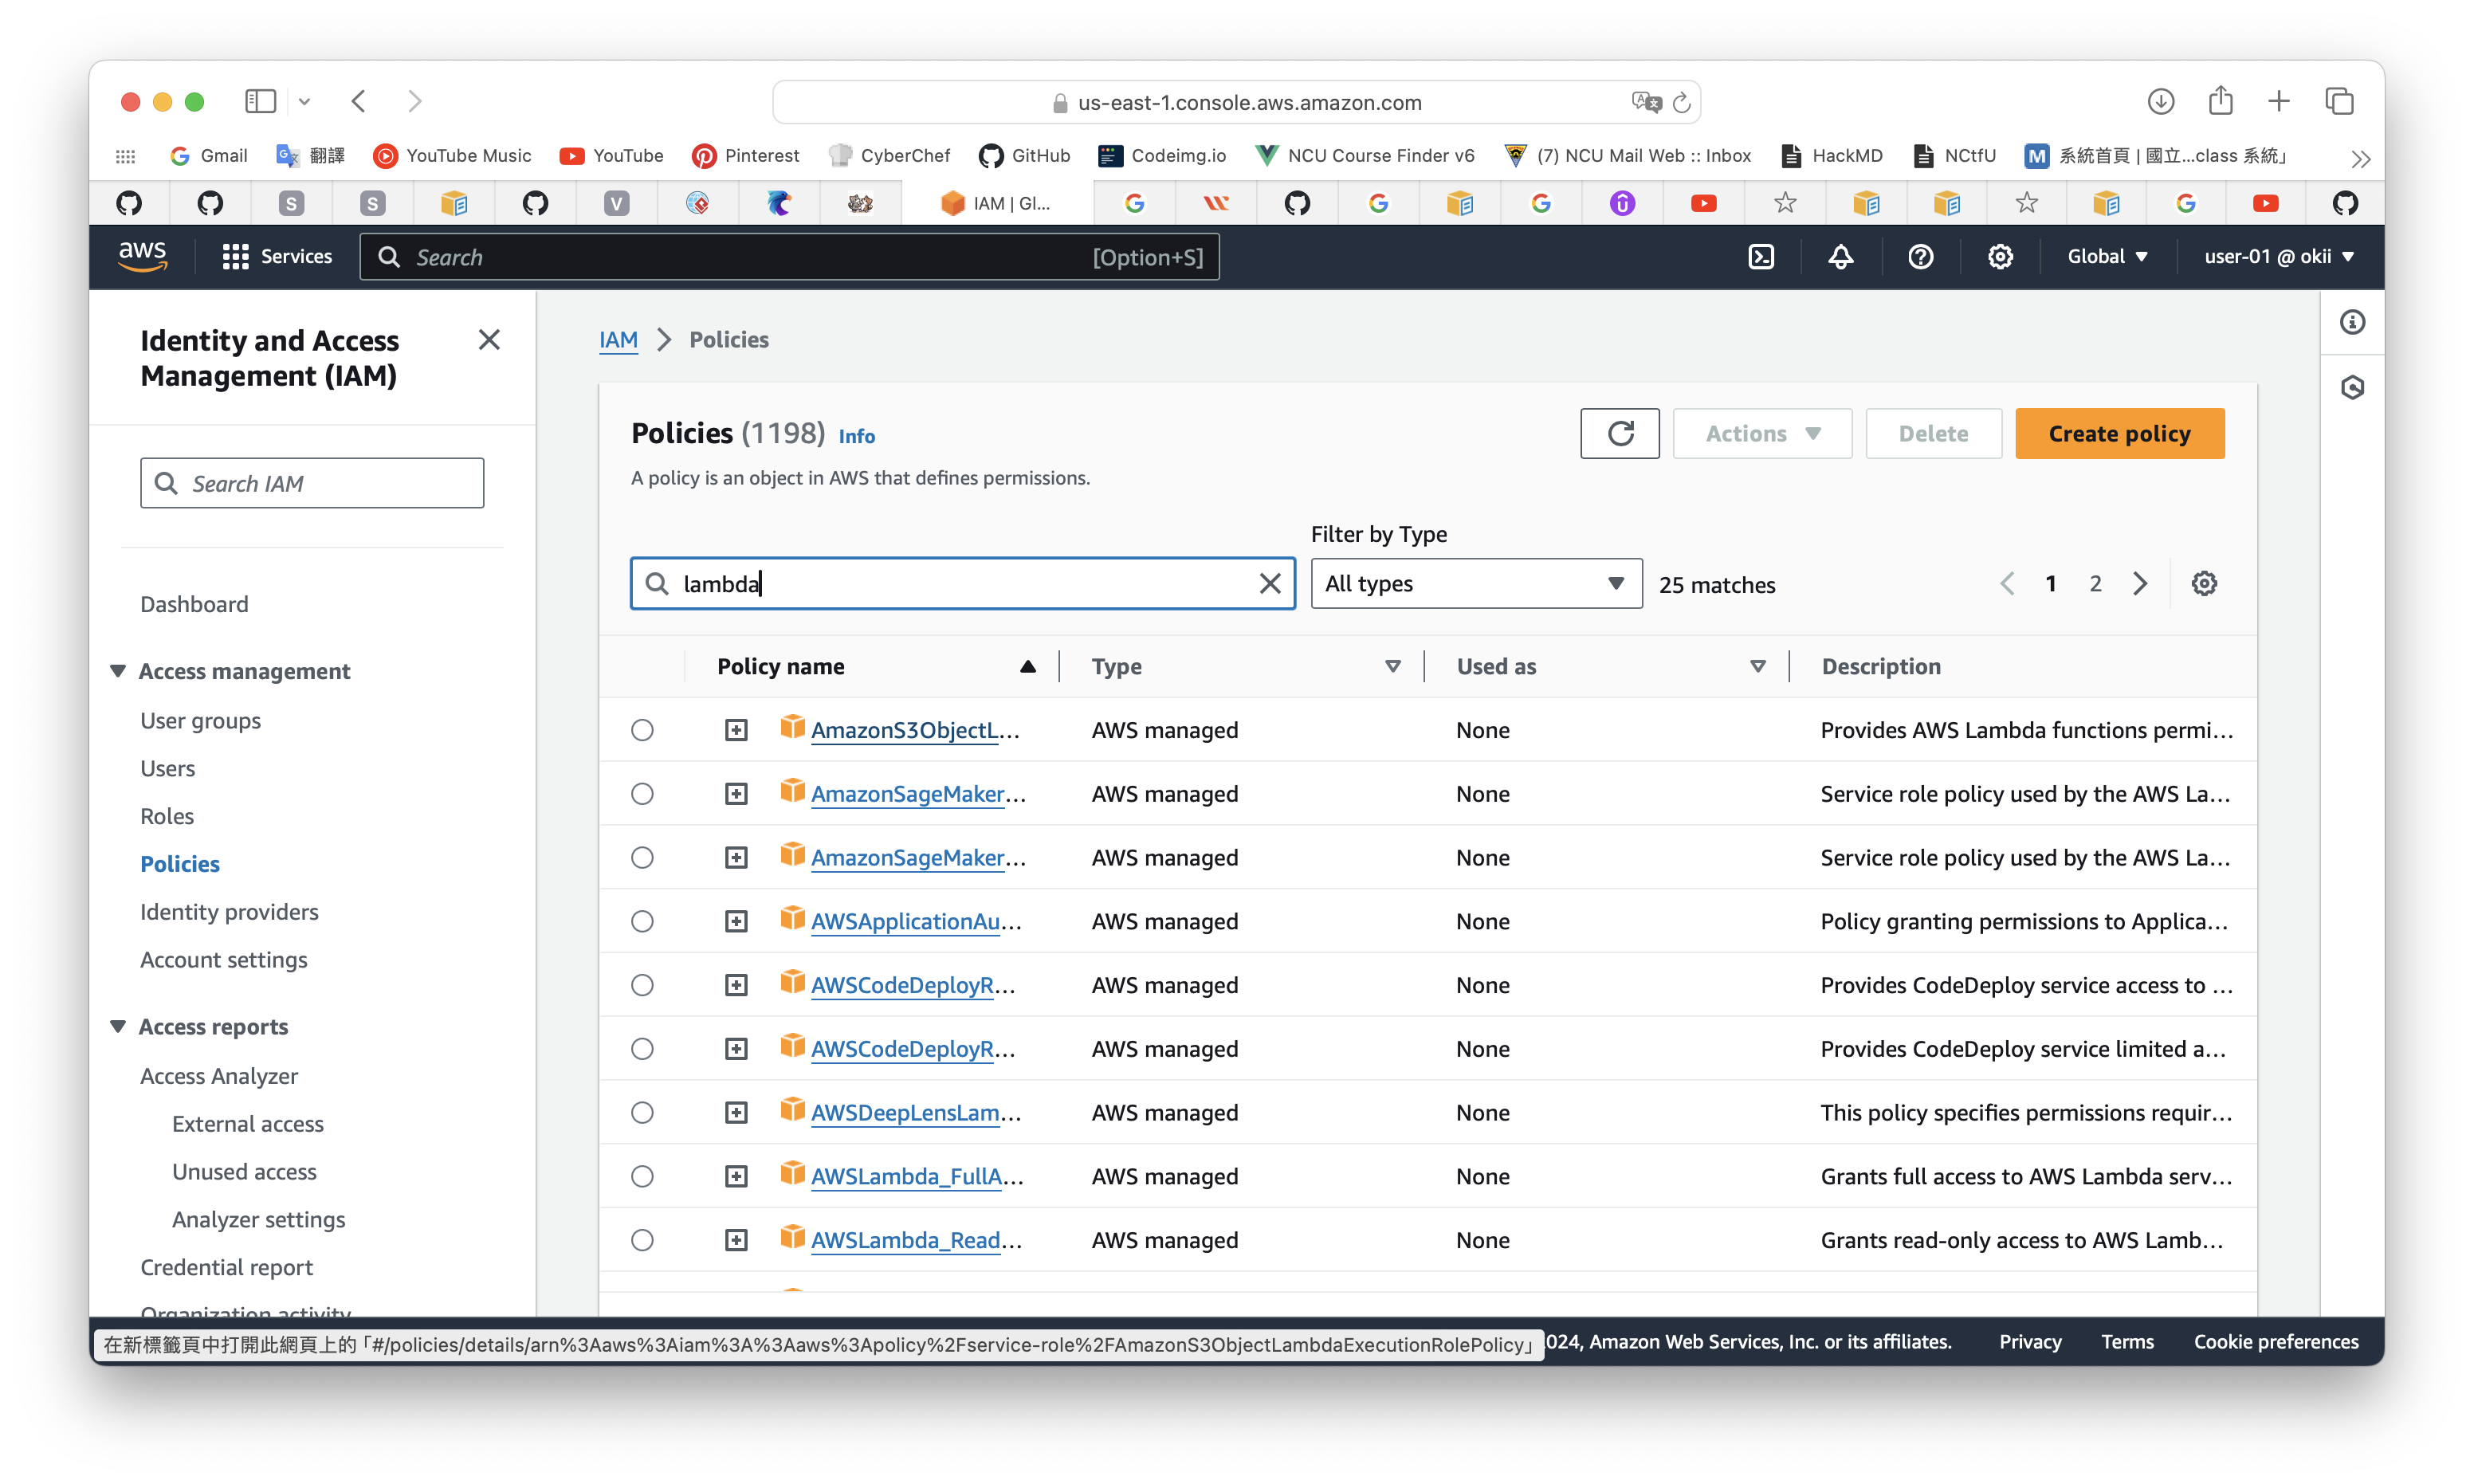 us-east-1.console.aws.amazon.com
Gmail 翻譯 YouTube Music YouTube Pinterest CyberChef GitHub Codeimg.io NCU Course Finder v6 (7) NCU Mail Web :: Inbox HackMD NCtfU 系統首頁 | 國立...class 系統」
S S V IAM | Gl...
aws Services Search [Option+S] Global user-01 @ okii
Identity and Access
Management (IAM)
Search IAM
Dashboard
Access management
User groups
Users
Roles
Policies
Identity providers
Account settings
Access reports
Access Analyzer
External access
Unused access
Analyzer settings
Credential report
Organization activity
IAM > Policies
Policies (1198) Info
Actions Delete Create policy
A policy is an object in AWS that defines permissions.
Filter by Type
lambda All types 25 matches 1 2
Policy name Type Used as Description
AmazonS3ObjectL... AWS managed None Provides AWS Lambda functions permi...
AmazonSageMaker... AWS managed None Service role policy used by the AWS La...
AmazonSageMaker... AWS managed None Service role policy used by the AWS La...
AWSApplicationAu... AWS managed None Policy granting permissions to Applica...
AWSCodeDeployR... AWS managed None Provides CodeDeploy service access to ...
AWSCodeDeployR... AWS managed None Provides CodeDeploy service limited a...
AWSDeepLensLam... AWS managed None This policy specifies permissions requir...
AWSLambda_FullA... AWS managed None Grants full access to AWS Lambda serv...
AWSLambda_Read... AWS managed None Grants read-only access to AWS Lamb...
在新標籤頁中打開此網頁上的「#/policies/details/arn%3Aaws%3Aiam%3A%3Aaws%3Apolicy%2Fservice-role%2FAmazonS3ObjectLambdaExecutionRolePolicy」
024, Amazon Web Services, Inc. or its affiliates. Privacy Terms Cookie preferences